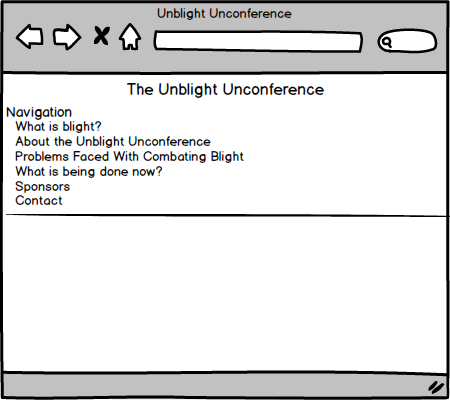 Unblight Unconference
The Unblight Unconference
Navigation
What is blight?
About the Unblight Unconference
Problems Faced With Combating Blight
What is being done now?
Sponsors
Contact